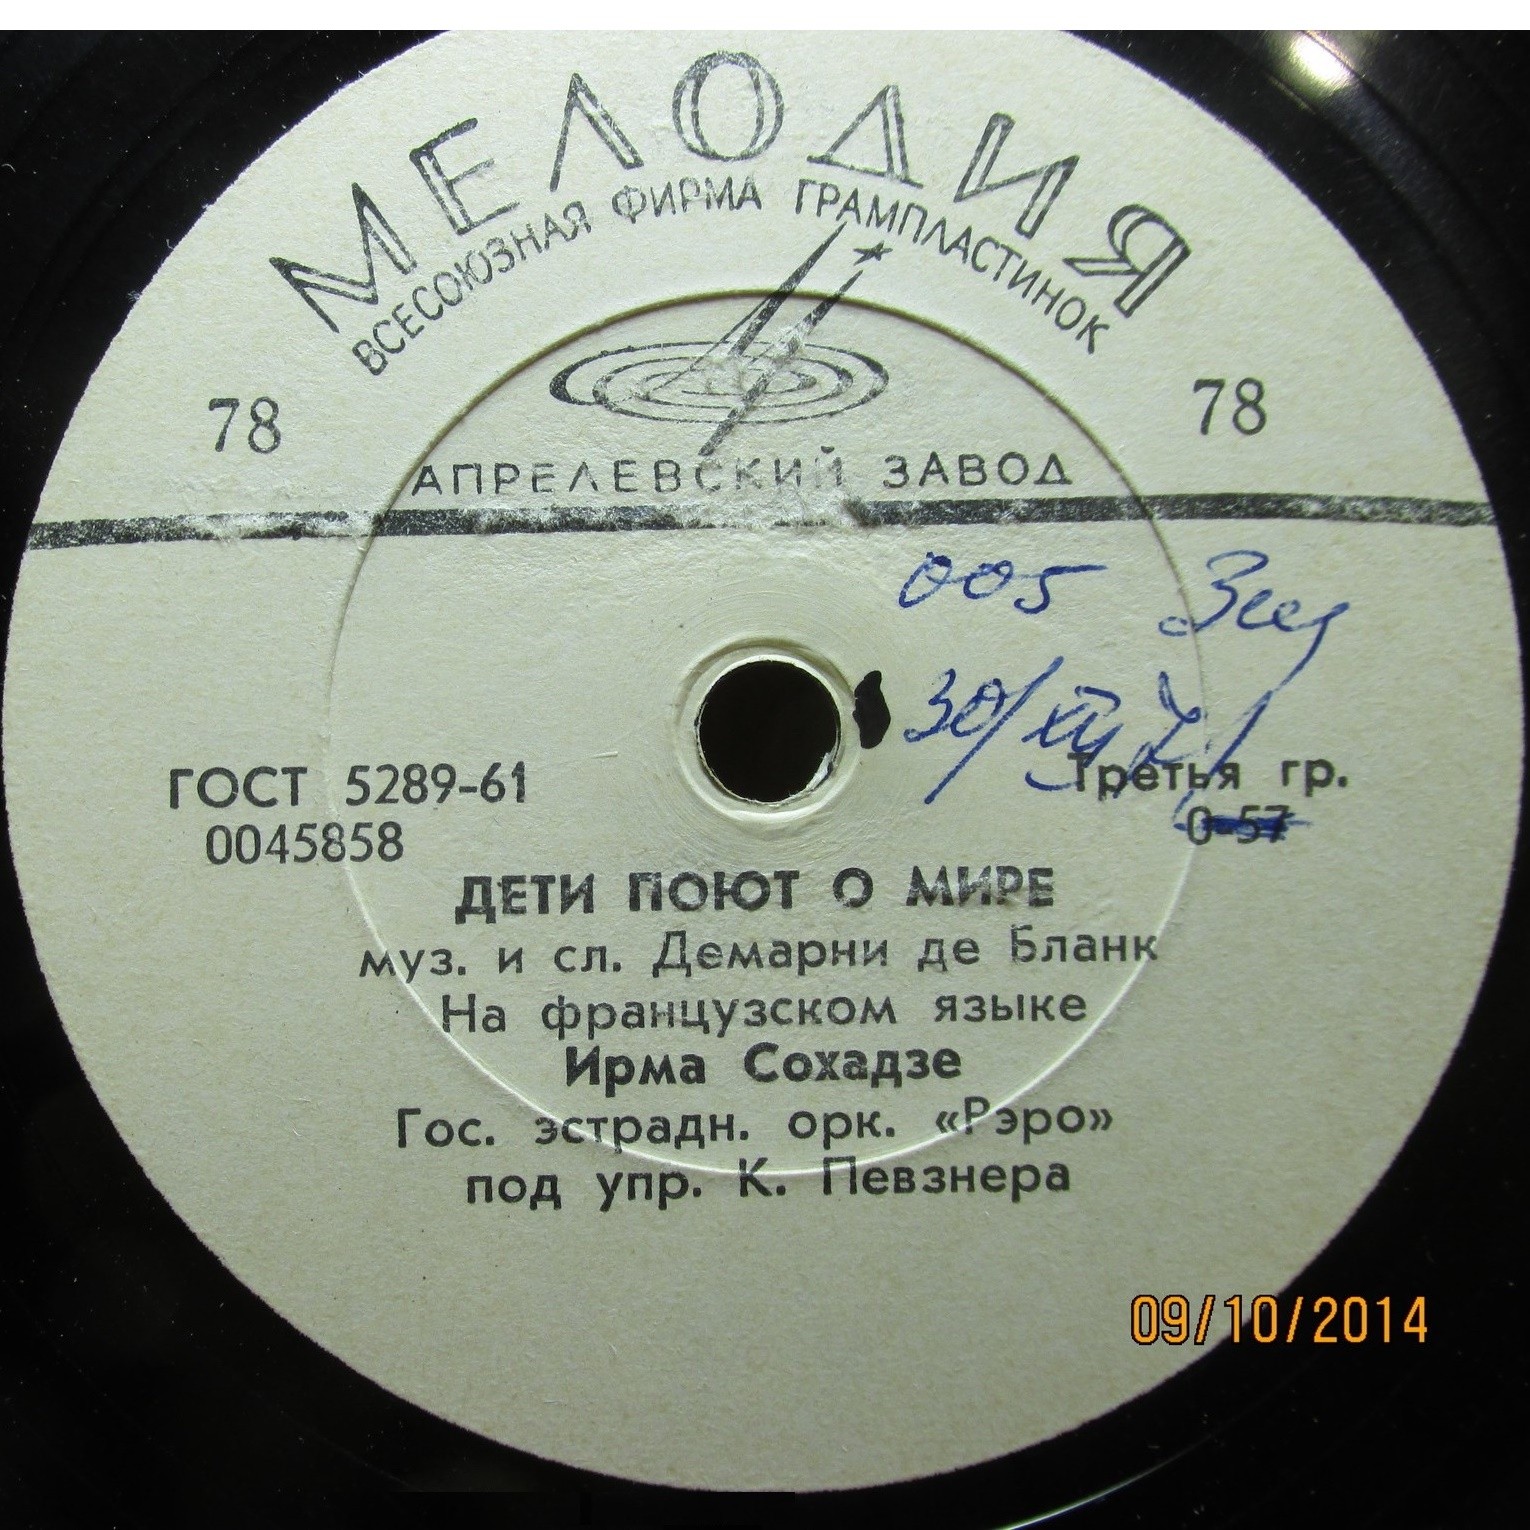 МЕЛОДИЯ
ВСЕСОЮЗНАЯ ФИРМА ГРАМПЛАСТИНОК
78 78
АПРЕЛЕВСКИЙ ЗАВОД
005
30/XII
ГОСТ 5289-61 Третья гр.
0045858 0-57
ДЕТИ ПОЮТ О МИРЕ
муз. и сл. Демарни де Бланк
На французском языке
Ирма Сохадзе
Гос. эстрадн. орк. «Рэро»
под упр. К. Певзнера
09/10/2014